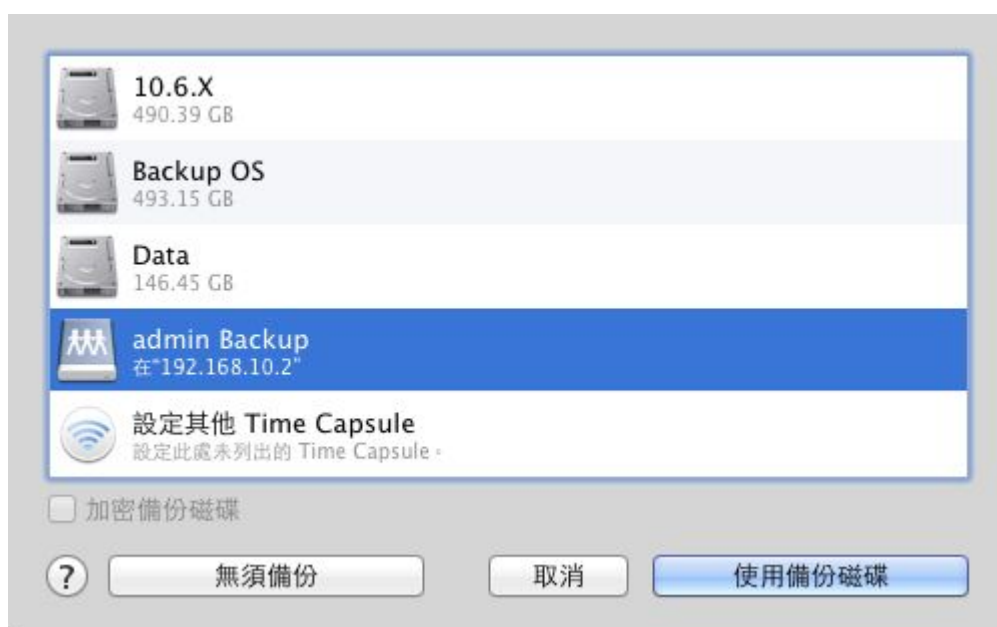 10.6.X
490.39 GB
Backup OS
493.15 GB
Data
146.45 GB
admin Backup
在“192.168.10.2”
設定其他 Time Capsule
設定此處未列出的 Time Capsule。
加密備份磁碟
?
無須備份
取消
使用備份磁碟